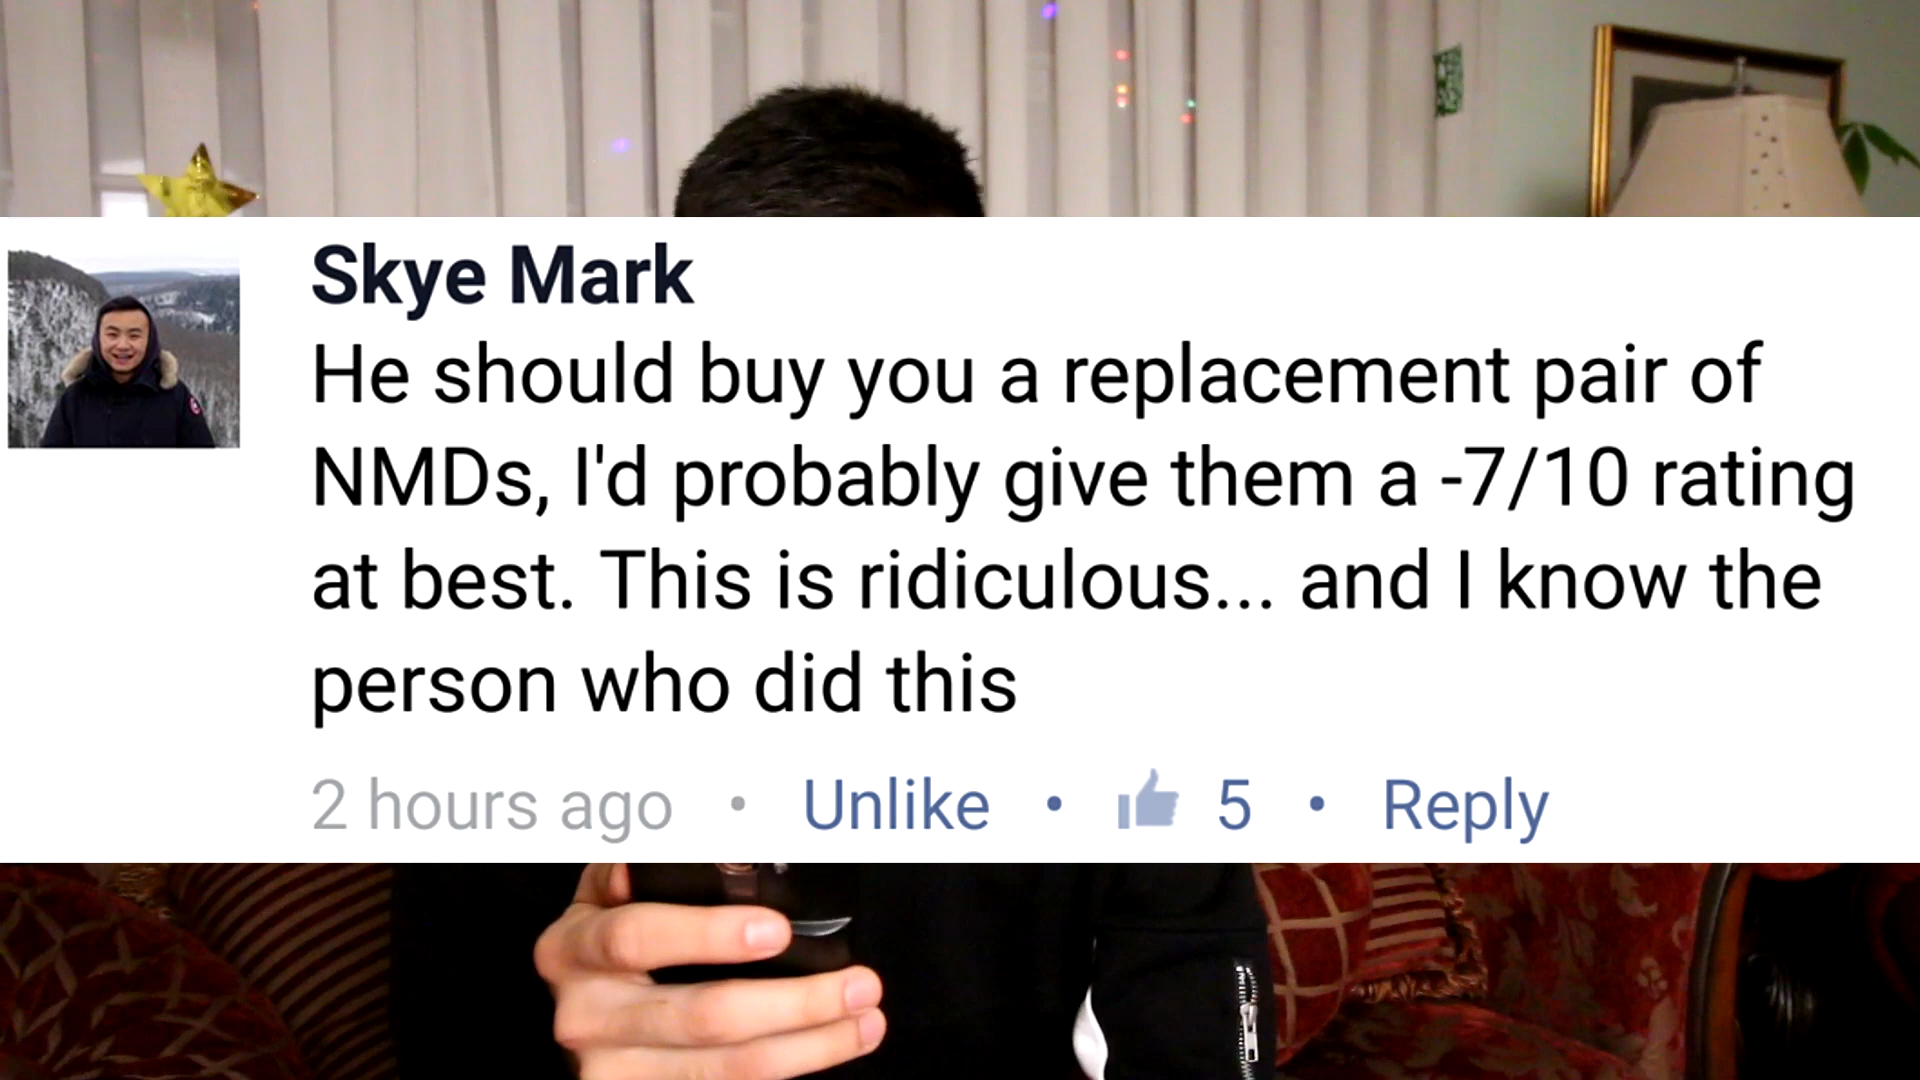 Skye Mark
He should buy you a replacement pair of
NMDs, I'd probably give them a -7/10 rating
at best. This is ridiculous... and I know the
person who did this
2 hours ago • Unlike • 5 • Reply